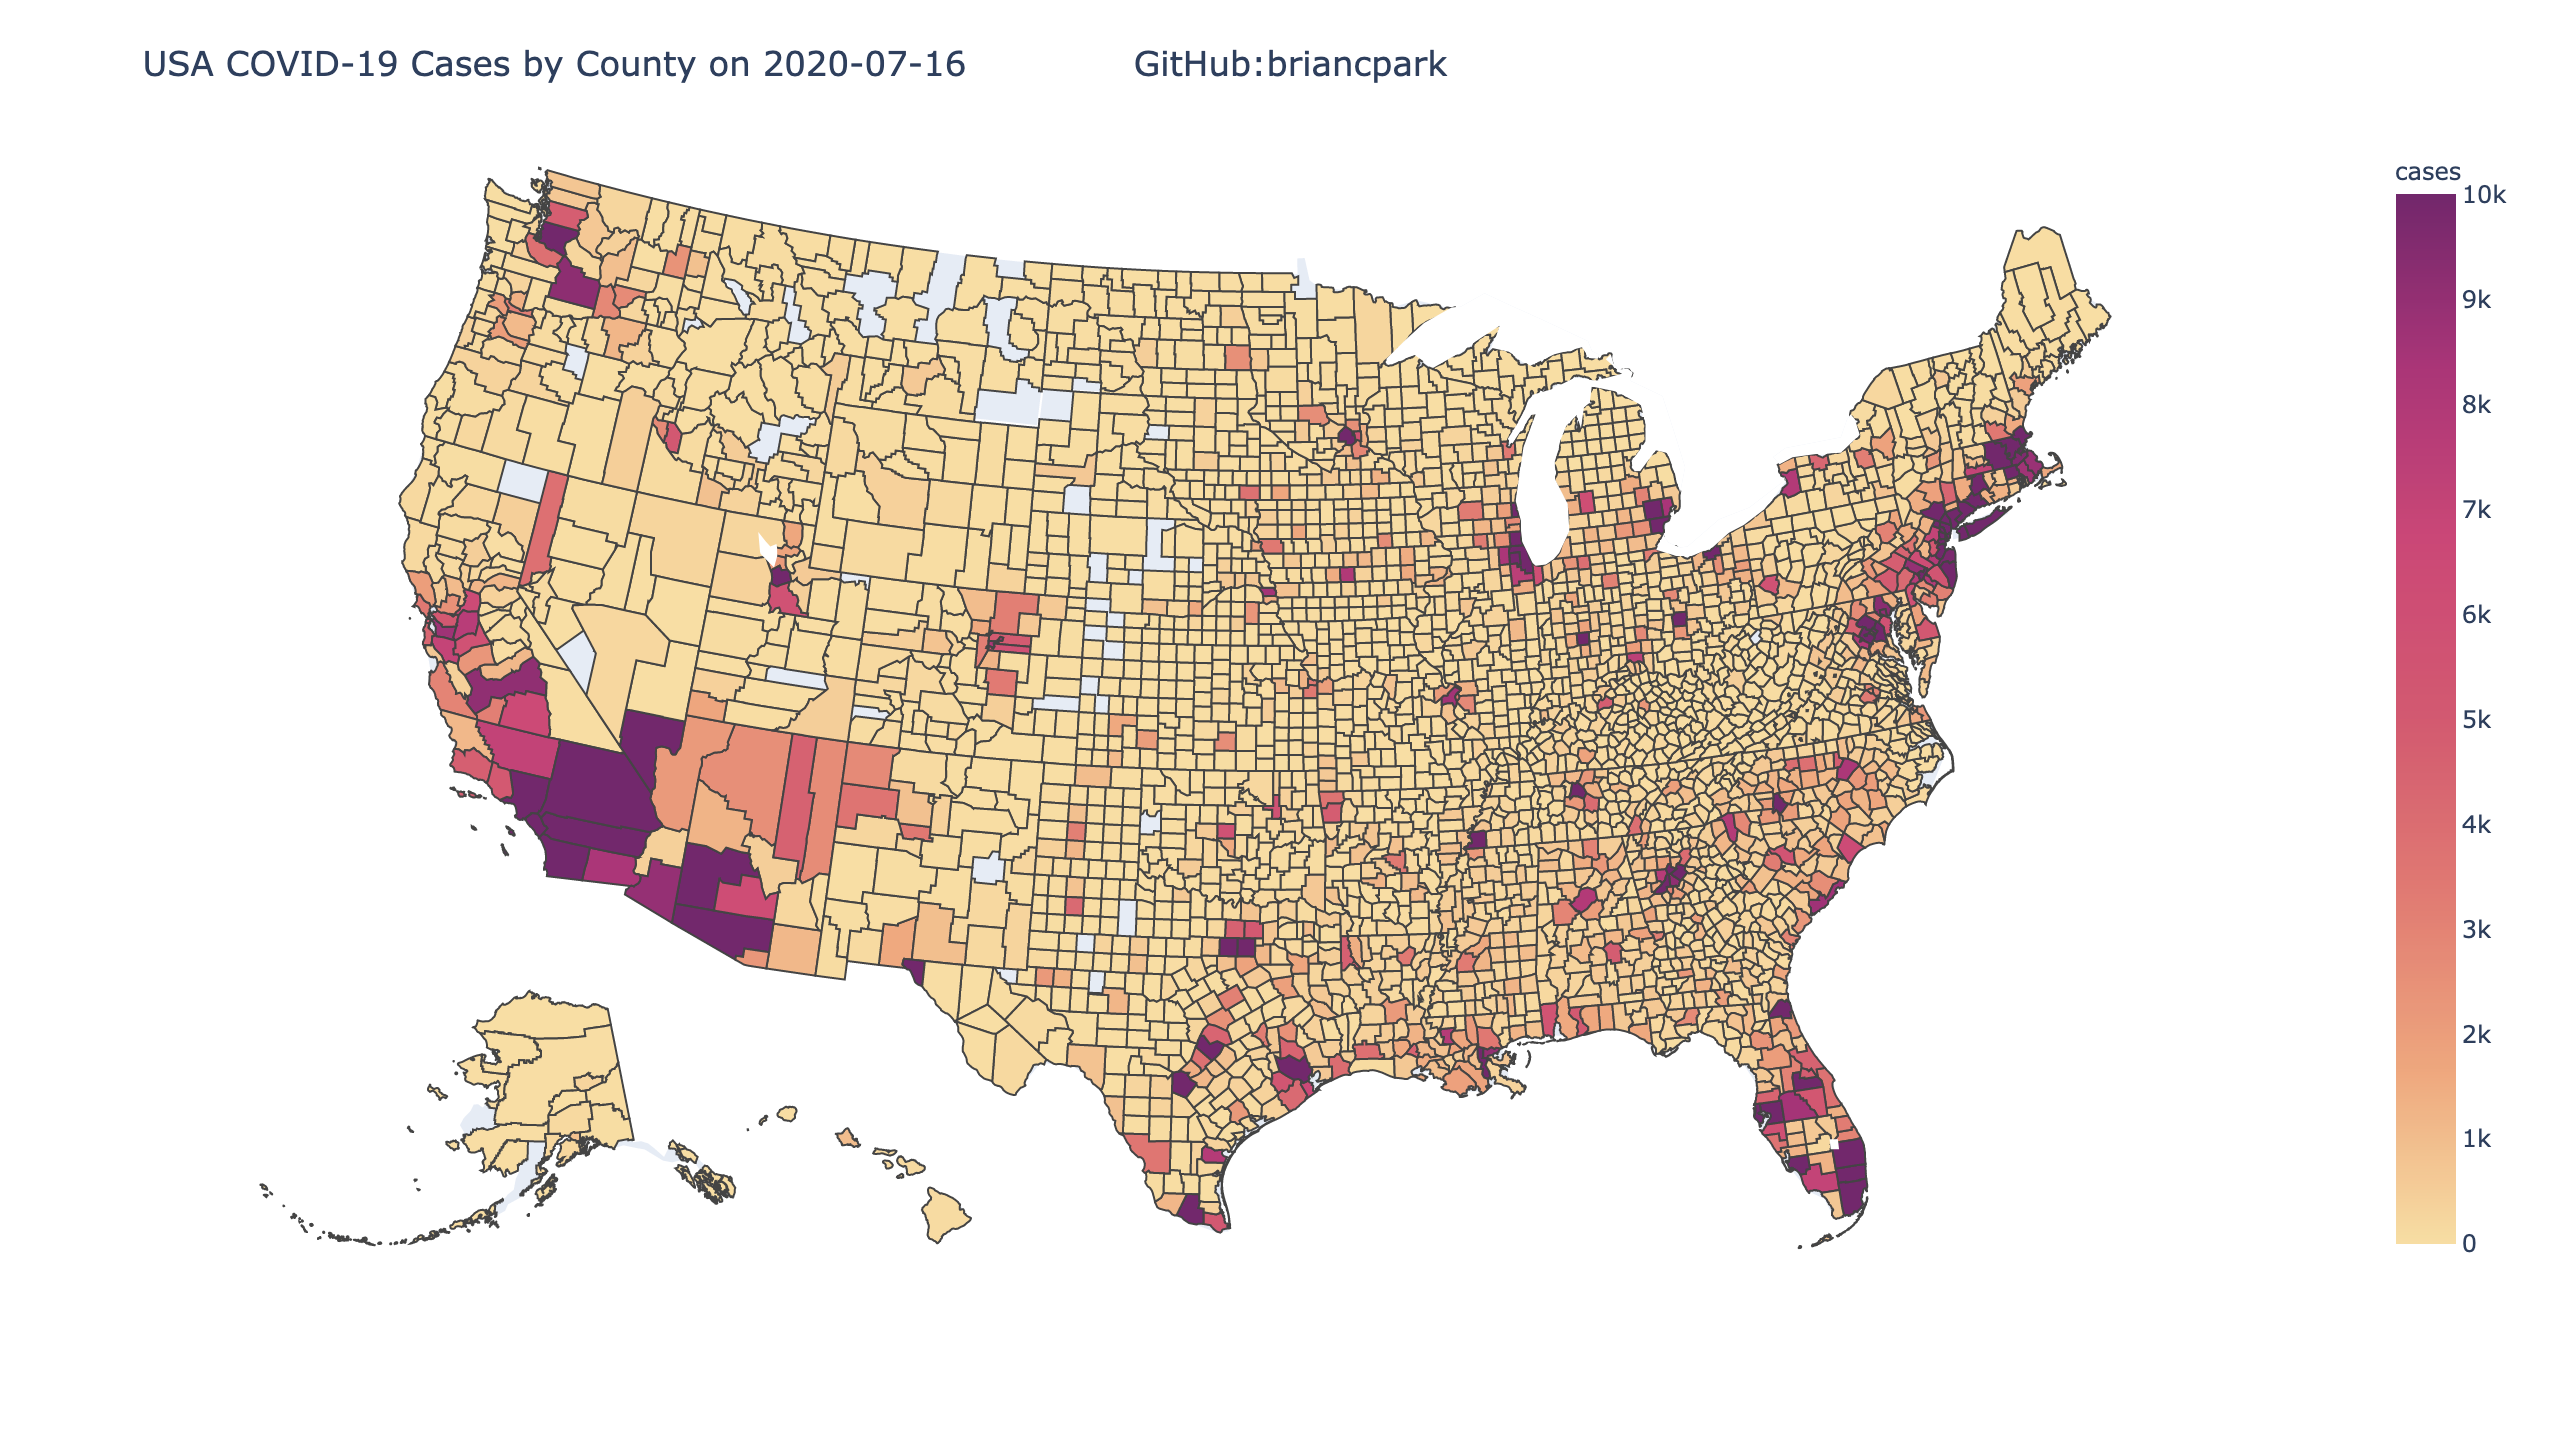 USA COVID-19 Cases by County on 2020-07-16 GitHub:briancpark
cases
10k
9k
8k
7k
6k
5k
4k
3k
2k
1k
0